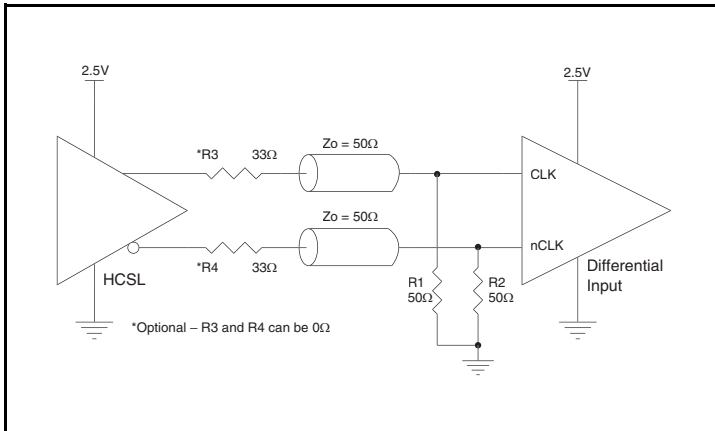 2.5V
2.5V
*R3 33Ω
Zo = 50Ω
CLK
Zo = 50Ω
nCLK
*R4 33Ω
HCSL
R1
50Ω
R2
50Ω
Differential
Input
*Optional – R3 and R4 can be 0Ω